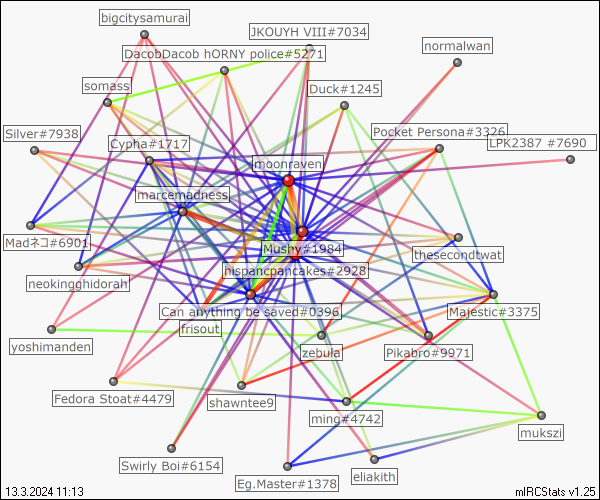 bigcitysamurai
JKOUYH VIII#7034
normalwan
DacobDacob hORNY police#5271
somass
Duck#1245
Silver#7938
Cypha#1717
Pocket Persona#3326
LPK2387 #7690
moonraven
marcemadness
Madネコ#6901
Mushy#1984
thesecondtwat
hispancpancakes#2928
neokingghidorah
Can anything be saved#0396
Majestic#3375
frisout
yoshimanden
zebula
Pikabro#9971
Fedora Stoat#4479
shawntee9
ming#4742
mukszi
Swirly Boi#6154
Eg.Master#1378
eliakith
13.3.2024 11:13
mIRCStats v1.25